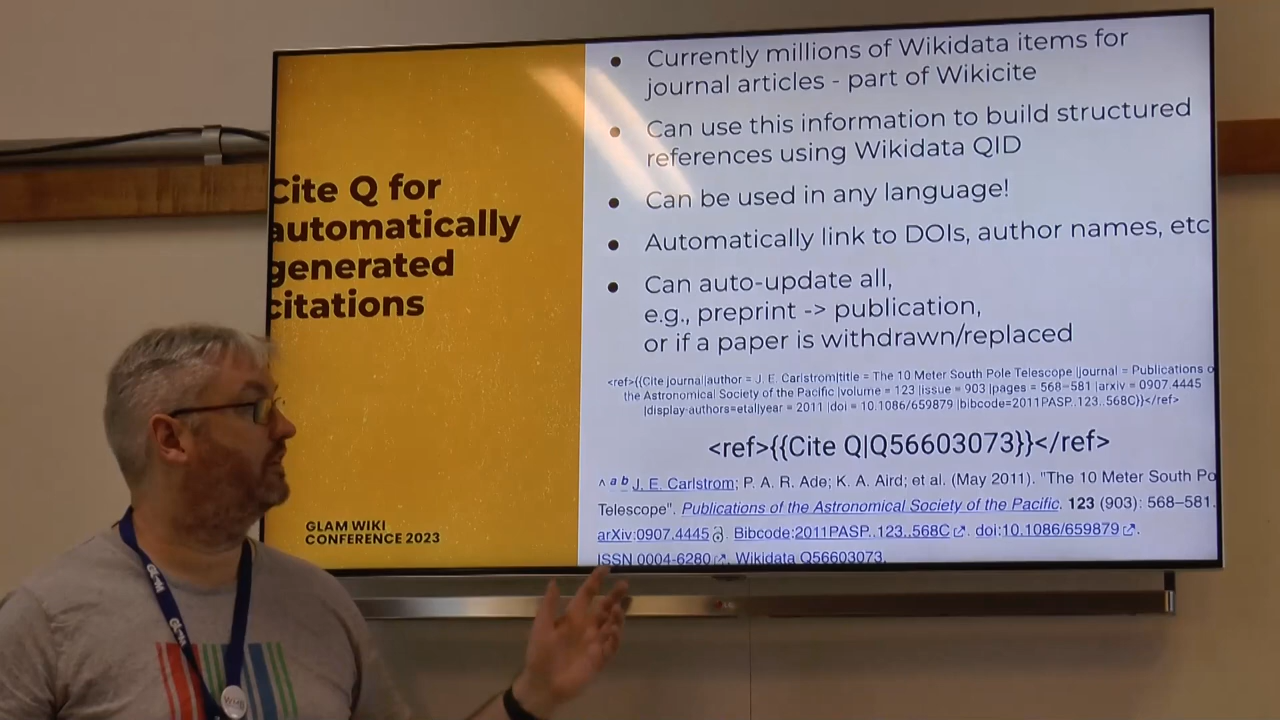 Cite Q for
automatically
generated
citations
GLAM WIKI
CONFERENCE 2023
• Currently millions of Wikidata items for
journal articles - part of Wikicite
• Can use this information to build structured
references using Wikidata QID
• Can be used in any language!
• Automatically link to DOIs, author names, etc
• Can auto-update all,
e.g., preprint -> publication,
or if a paper is withdrawn/replaced
<ref>{{Cite journal|author = J. E. Carlstrom|title = The 10 Meter South Pole Telescope |journal = Publications o
the Astronomical Society of the Pacific |volume = 123 |issue = 903 |pages = 568–581 |arxiv = 0907.4445
|display-authors=etal|year = 2011 |doi = 10.1086/659879 |bibcode=2011PASP..123..568C}}</ref>
<ref>{{Cite Q|Q56603073}}</ref>
^ a b J. E. Carlstrom; P. A. R. Ade; K. A. Aird; et al. (May 2011). "The 10 Meter South Po
Telescope". Publications of the Astronomical Society of the Pacific. 123 (903): 568–581.
arXiv:0907.4445. Bibcode:2011PASP..123..568C. doi:10.1086/659879.
ISSN 0004-6280. Wikidata Q56603073.